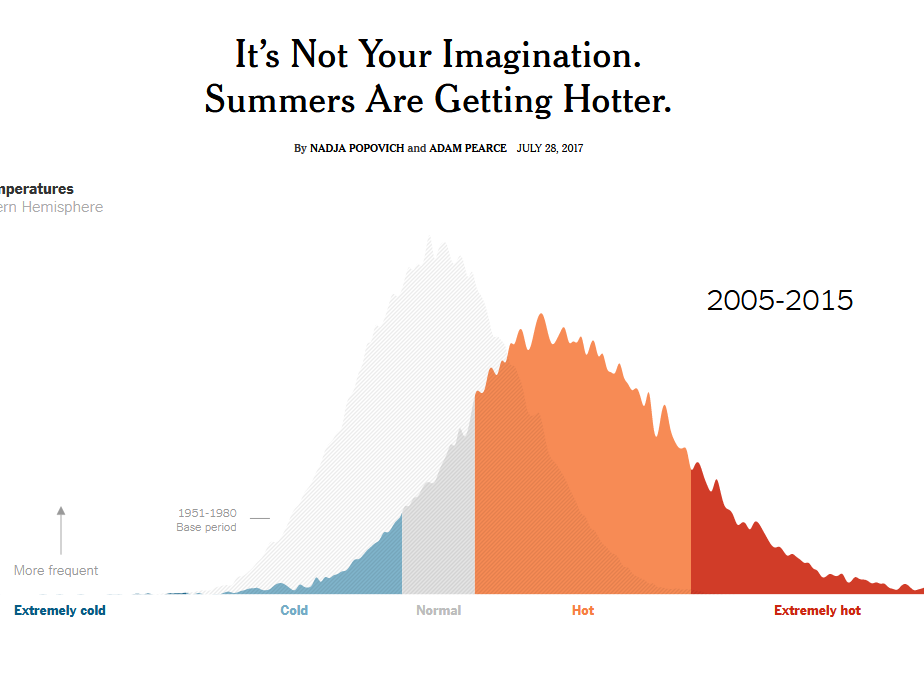 It's Not Your Imagination.
Summers Are Getting Hotter.
By NADJA POPOVICH and ADAM PEARCE JULY 28, 2017
Hemisphere
2005-2015
1951-1980
Base period
More frequent
Extremely cold
Cold
Normal
Hot
Extremely hot